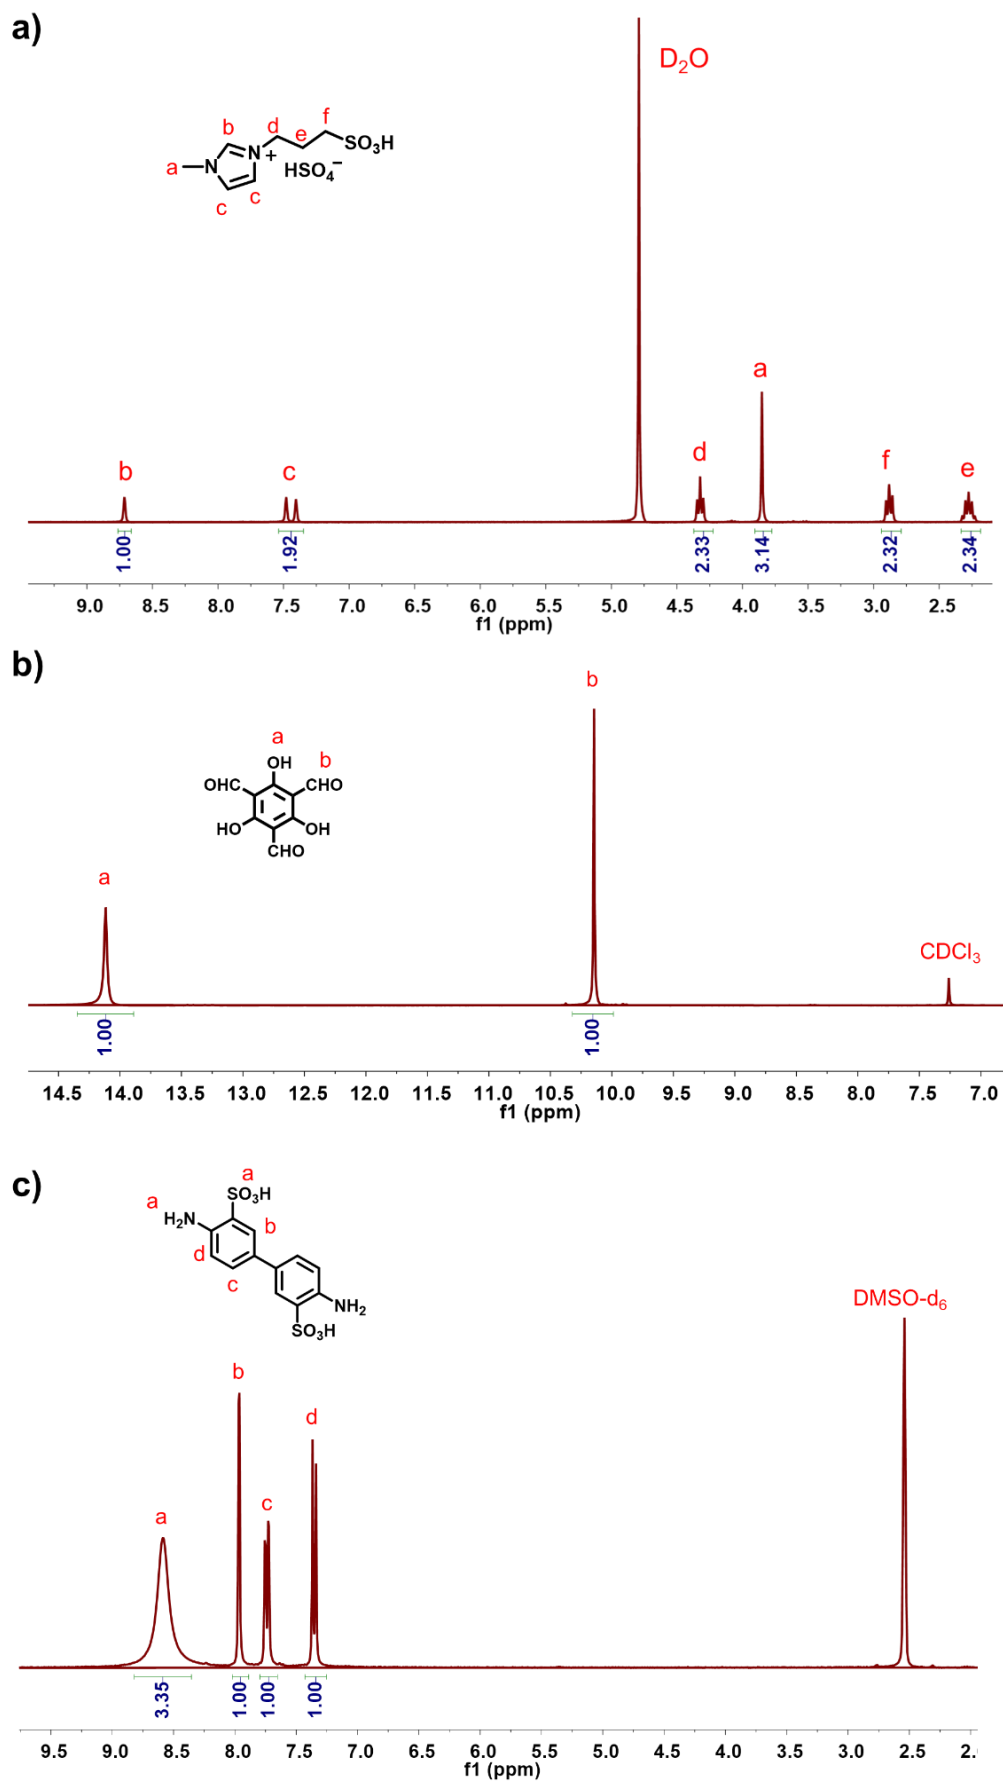 a)
D₂O
b
d
e
f
SO₃H
a
N
N
+
HSO₄⁻
c
c
b
c
d
a
f
e
1.00
1.92
2.33
3.14
2.32
2.34
9.0 8.5 8.0 7.5 7.0 6.5 6.0 5.5 5.0 4.5 4.0 3.5 3.0 2.5
f1 (ppm)
b)
b
a
OH
b
OHC
CHO
HO
OH
CHO
a
CDCl₃
1.00
1.00
14.5 14.0 13.5 13.0 12.5 12.0 11.5 11.0 10.5 10.0 9.5 9.0 8.5 8.0 7.5 7.0
f1 (ppm)
c)
a
SO₃H
a
H₂N
b
d
c
NH₂
SO₃H
DMSO-d₆
b
d
c
a
3.35
1.00
1.00
1.00
9.5 9.0 8.5 8.0 7.5 7.0 6.5 6.0 5.5 5.0 4.5 4.0 3.5 3.0 2.5 2.0
f1 (ppm)